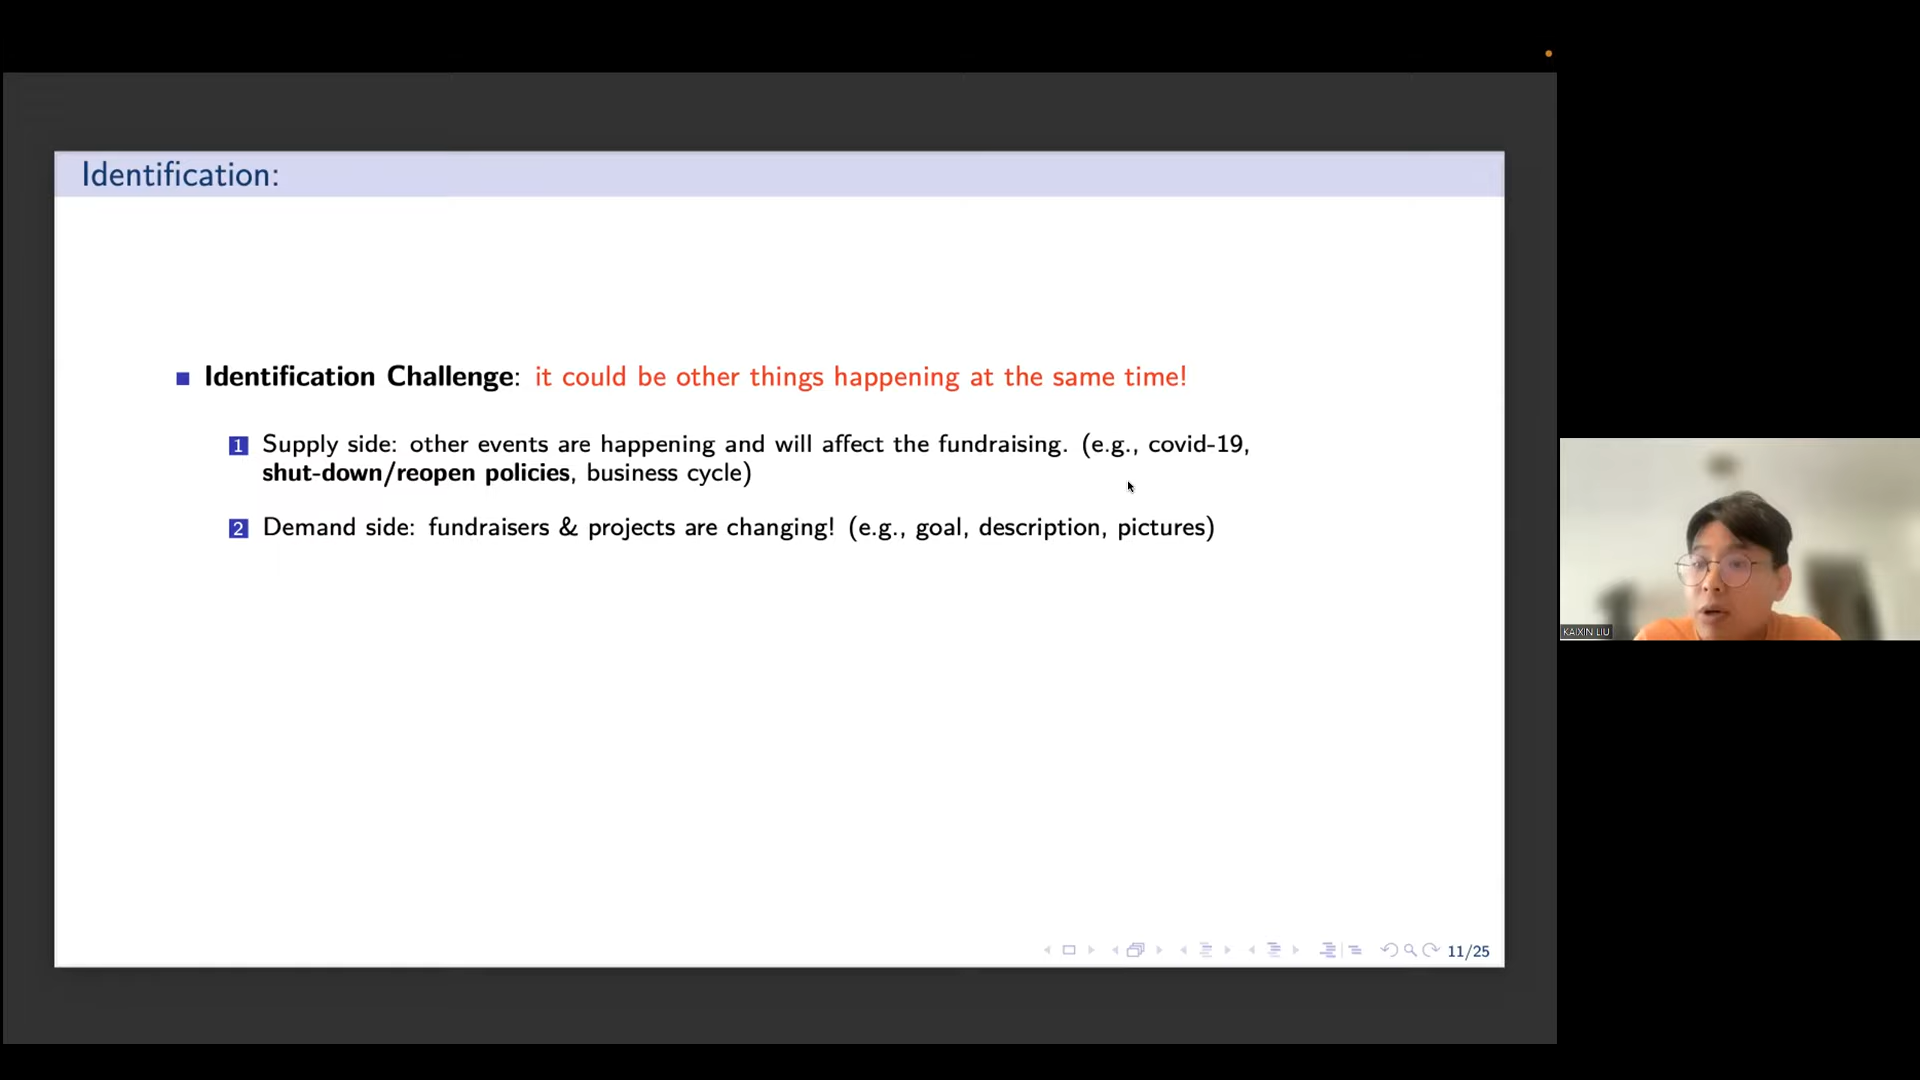 Identification:
Identification Challenge: it could be other things happening at the same time!
1 Supply side: other events are happening and will affect the fundraising. (e.g., covid-19,
shut-down/reopen policies, business cycle)
2 Demand side: fundraisers & projects are changing! (e.g., goal, description, pictures)
KAIXIN LIU
11/25